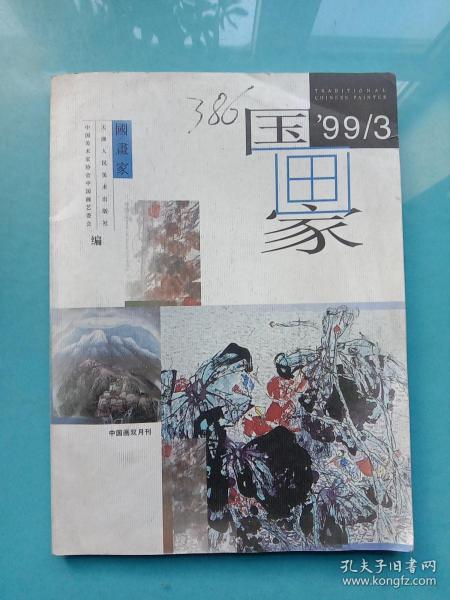 386
TRADITIONAL
CHINESE PAINTER
'99/3
国画家
國畫家
天津人民美术出版社
中国美术家协会中国画艺委会
编
中国画双月刊
孔夫子旧书网
www.kongfz.com